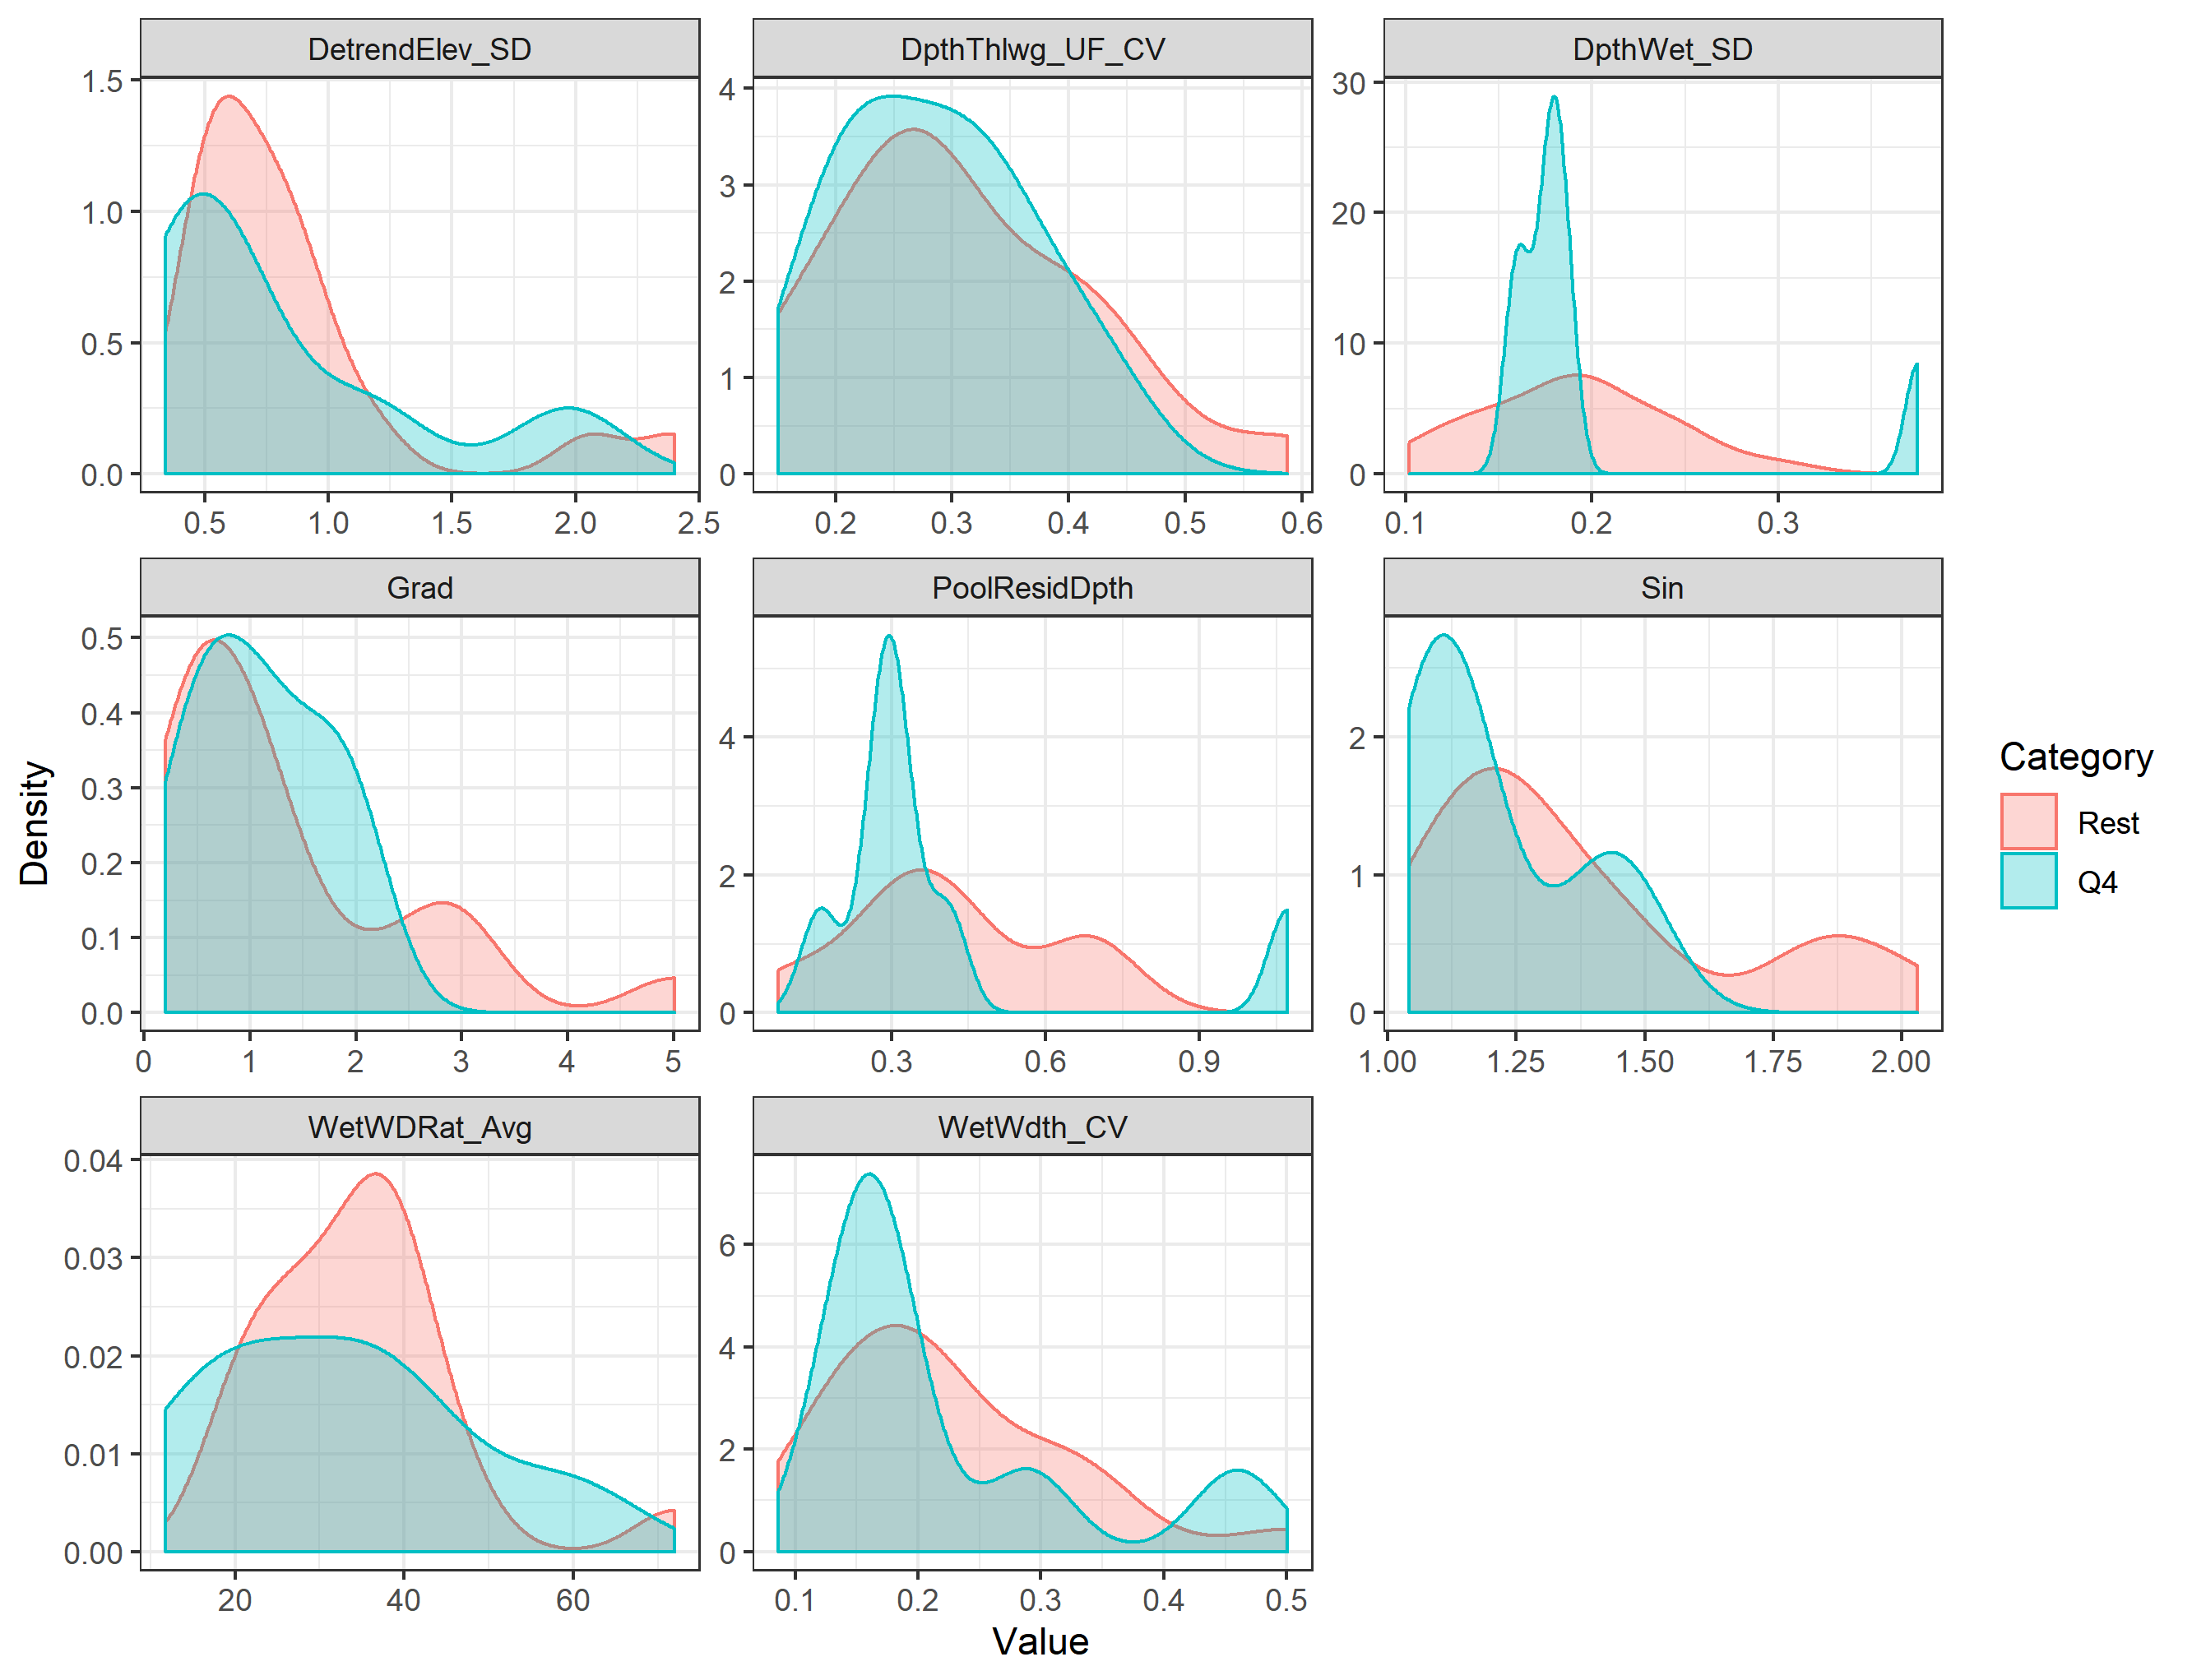 DetrendElev_SD
DpthThlwg_UF_CV
DpthWet_SD
1.5
1.0
0.5
0.0
0.5 1.0 1.5 2.0 2.5
4
3
2
1
0
0.2 0.3 0.4 0.5 0.6
30
20
10
0
0.1 0.2 0.3
Grad
PoolResidDpth
Sin
0.5
0.4
0.3
0.2
0.1
0.0
0 1 2 3 4 5
4
2
0
0.3 0.6 0.9
2
1
0
1.00 1.25 1.50 1.75 2.00
WetWDRat_Avg
WetWdth_CV
0.04
0.03
0.02
0.01
0.00
20 40 60
6
4
2
0
0.1 0.2 0.3 0.4 0.5
Density
Value
Category
Rest
Q4